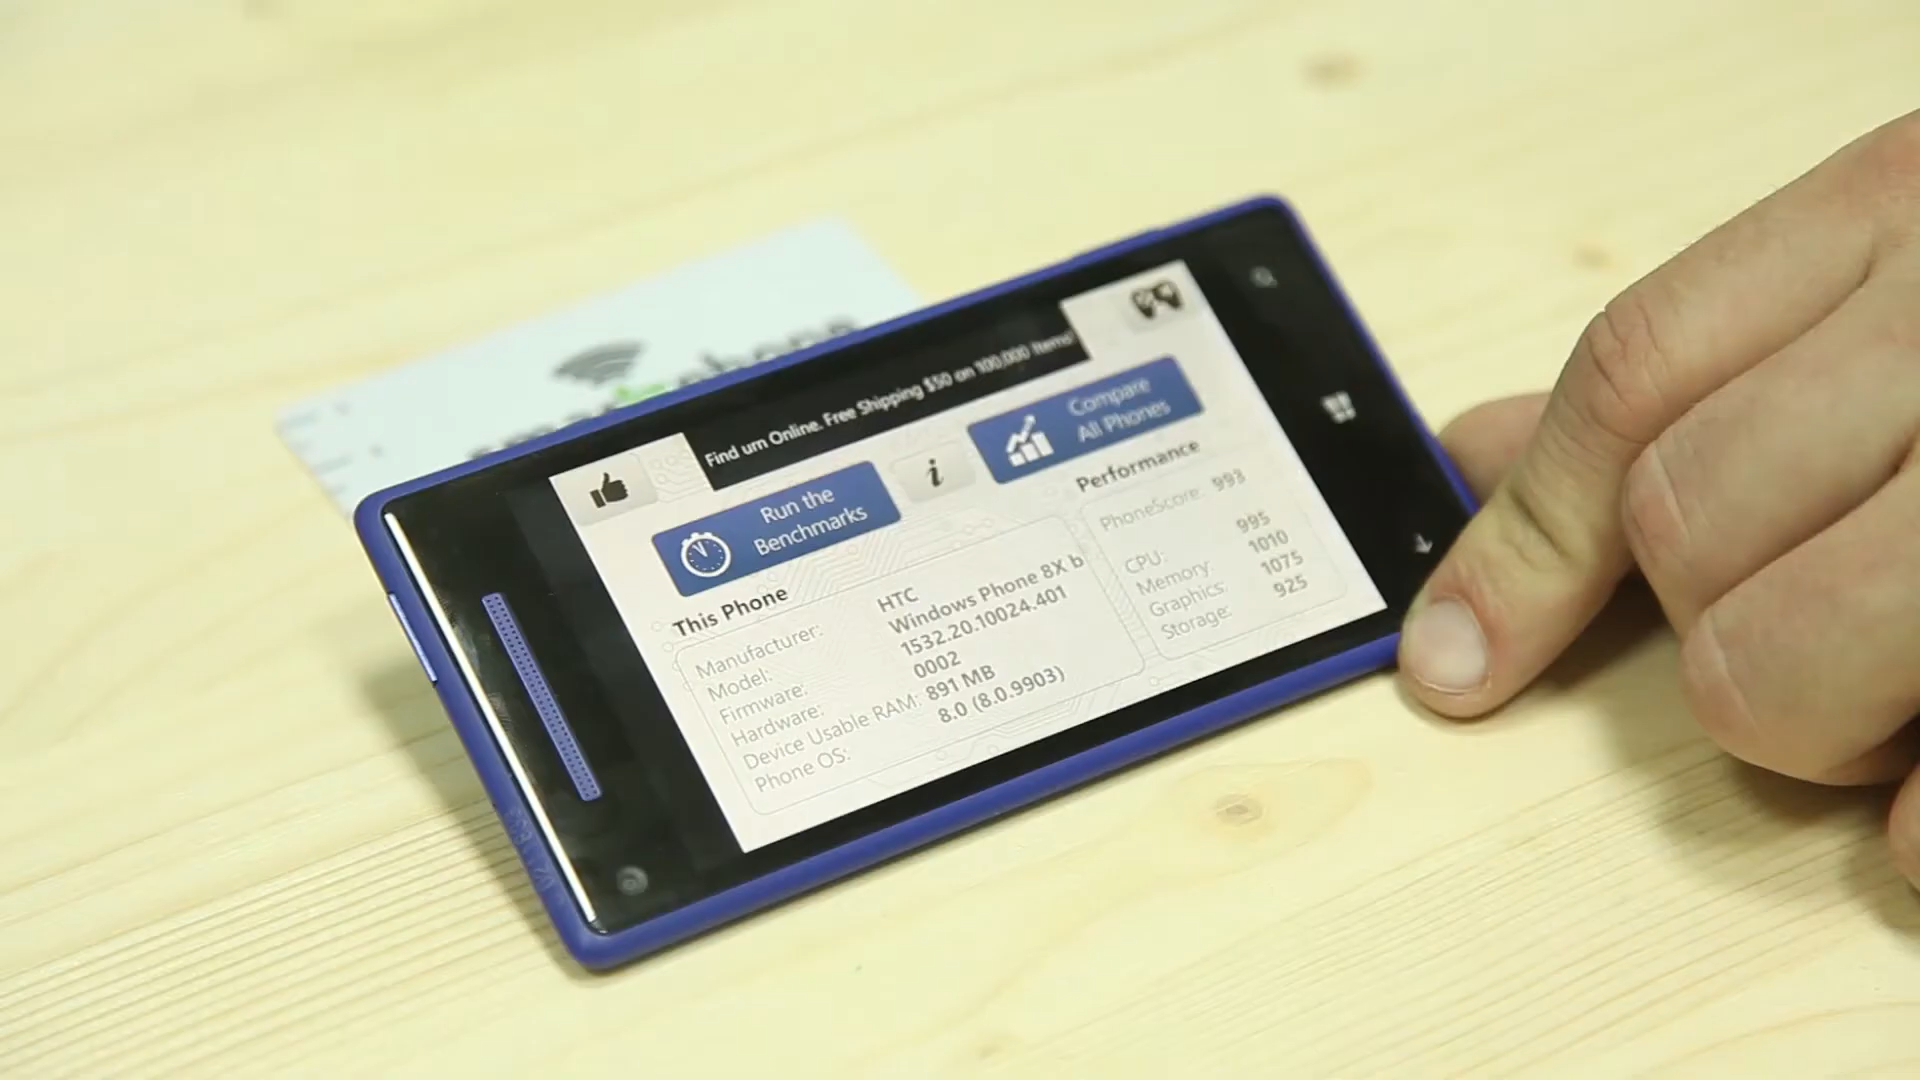 Find um Online. Free Shipping $50 on 100,000 Items!
Run the
Benchmarks
i
Compare
All Phones
This Phone
Manufacturer: HTC
Model: Windows Phone 8X b
Firmware: 1532.20.10024.401
Hardware: 0002
Device Usable RAM: 891 MB
Phone OS: 8.0 (8.0.9903)
Performance
PhoneScore: 993
CPU: 995
Memory: 1010
Graphics: 1075
Storage: 925